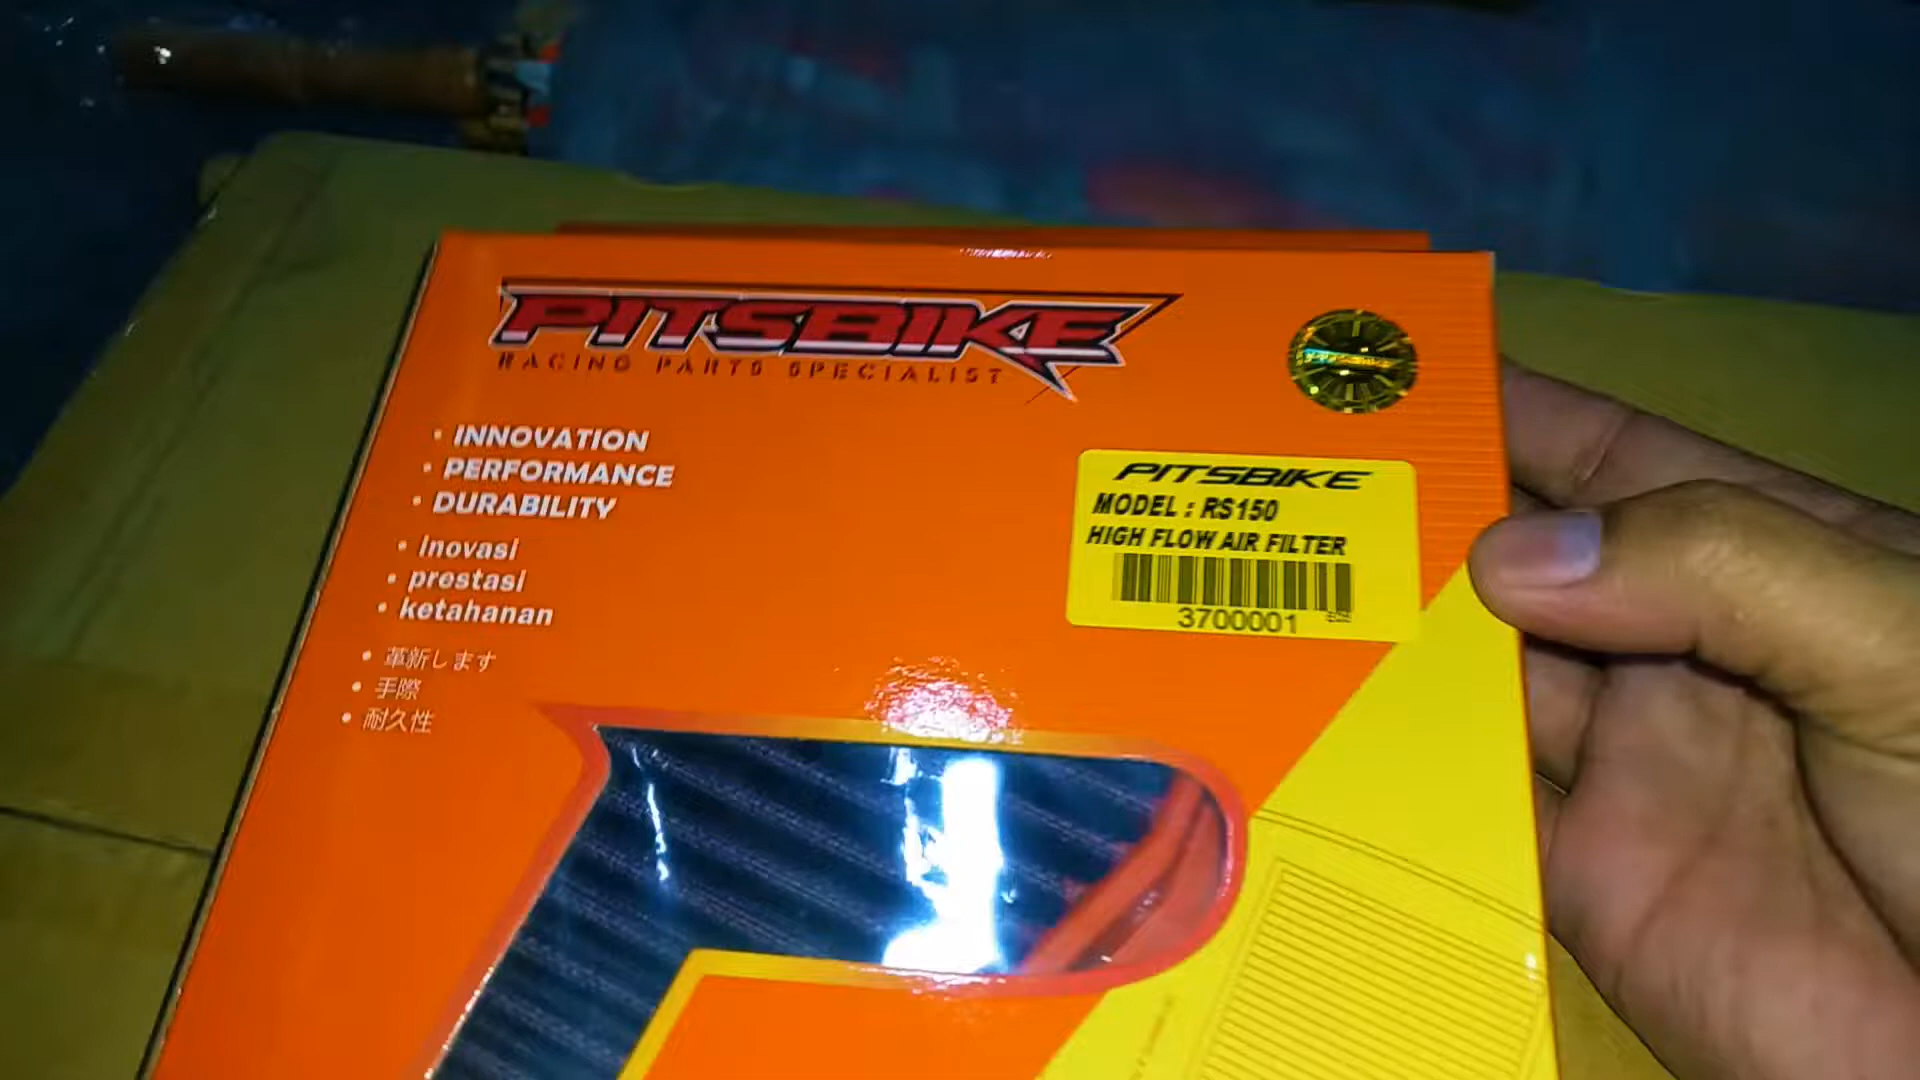 PITSBIKE
RACING PARTS SPECIALIST
• INNOVATION
• PERFORMANCE
• DURABILITY
• inovasi
• prestasi
• ketahanan
• 革新します
• 手際
• 耐久性
PITSBIKE
MODEL : RS150
HIGH FLOW AIR FILTER
3700001